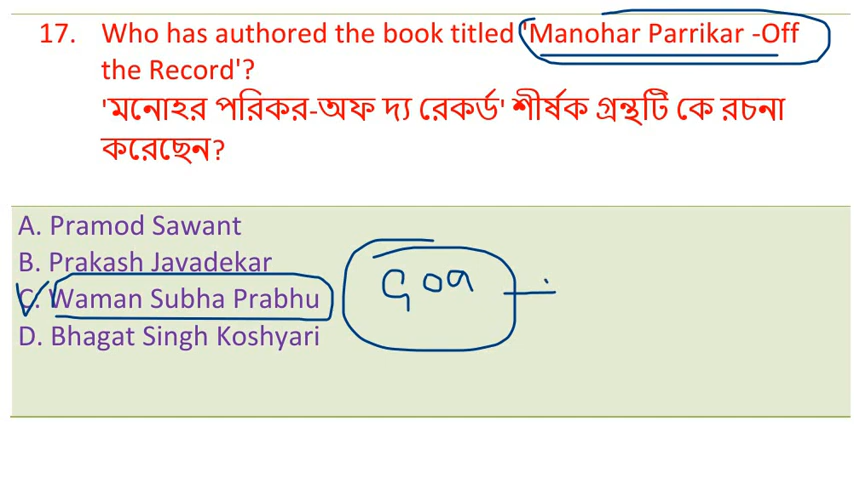 17. Who has authored the book titled 'Manohar Parrikar -Off
the Record'?
'মনোহর পরিকর-অফ দ্য রেকর্ড' শীর্ষক গ্রন্থটি কে রচনা
করেছেন?
A. Pramod Sawant
B. Prakash Javadekar
C. Waman Subha Prabhu
Goa
D. Bhagat Singh Koshyari